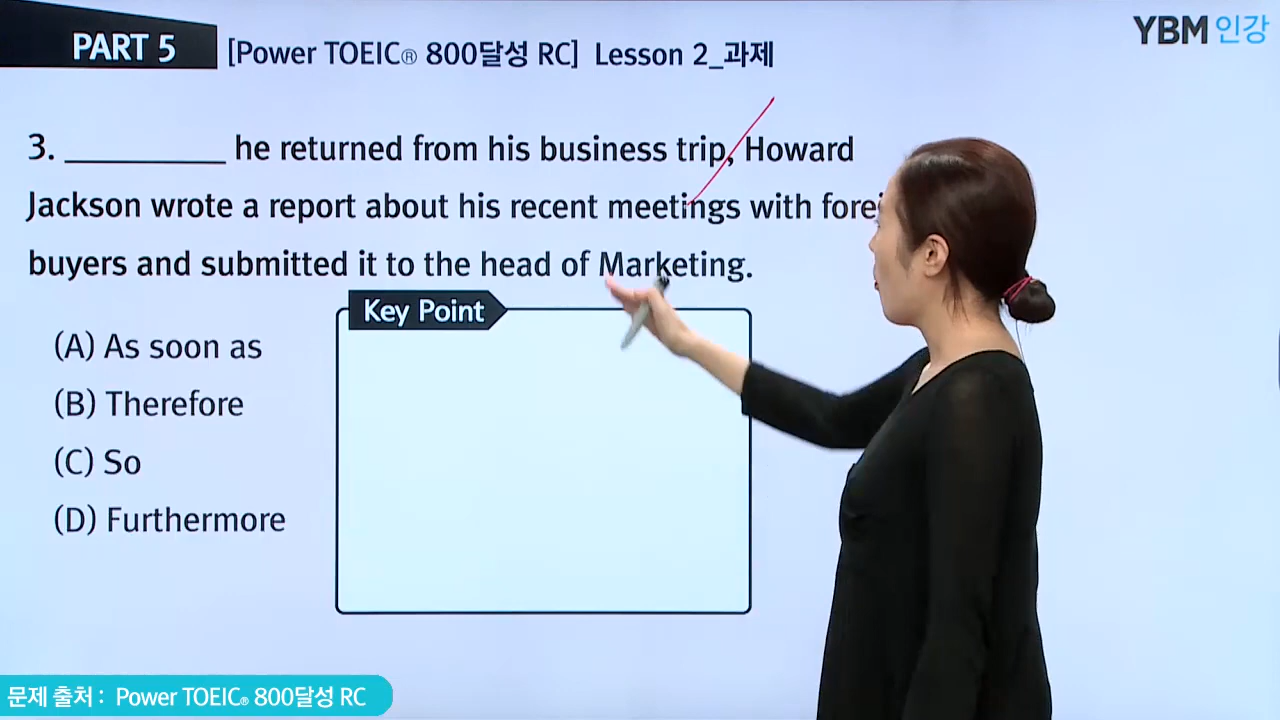 PART 5
[Power TOEIC® 800달성 RC] Lesson 2_과제
YBM 인강
3. _________ he returned from his business trip, Howard
Jackson wrote a report about his recent meetings with
buyers and submitted it to the head of Marketing.
Key Point
(A) As soon as
(B) Therefore
(C) So
(D) Furthermore
문제 출처 : Power TOEIC® 800달성 RC